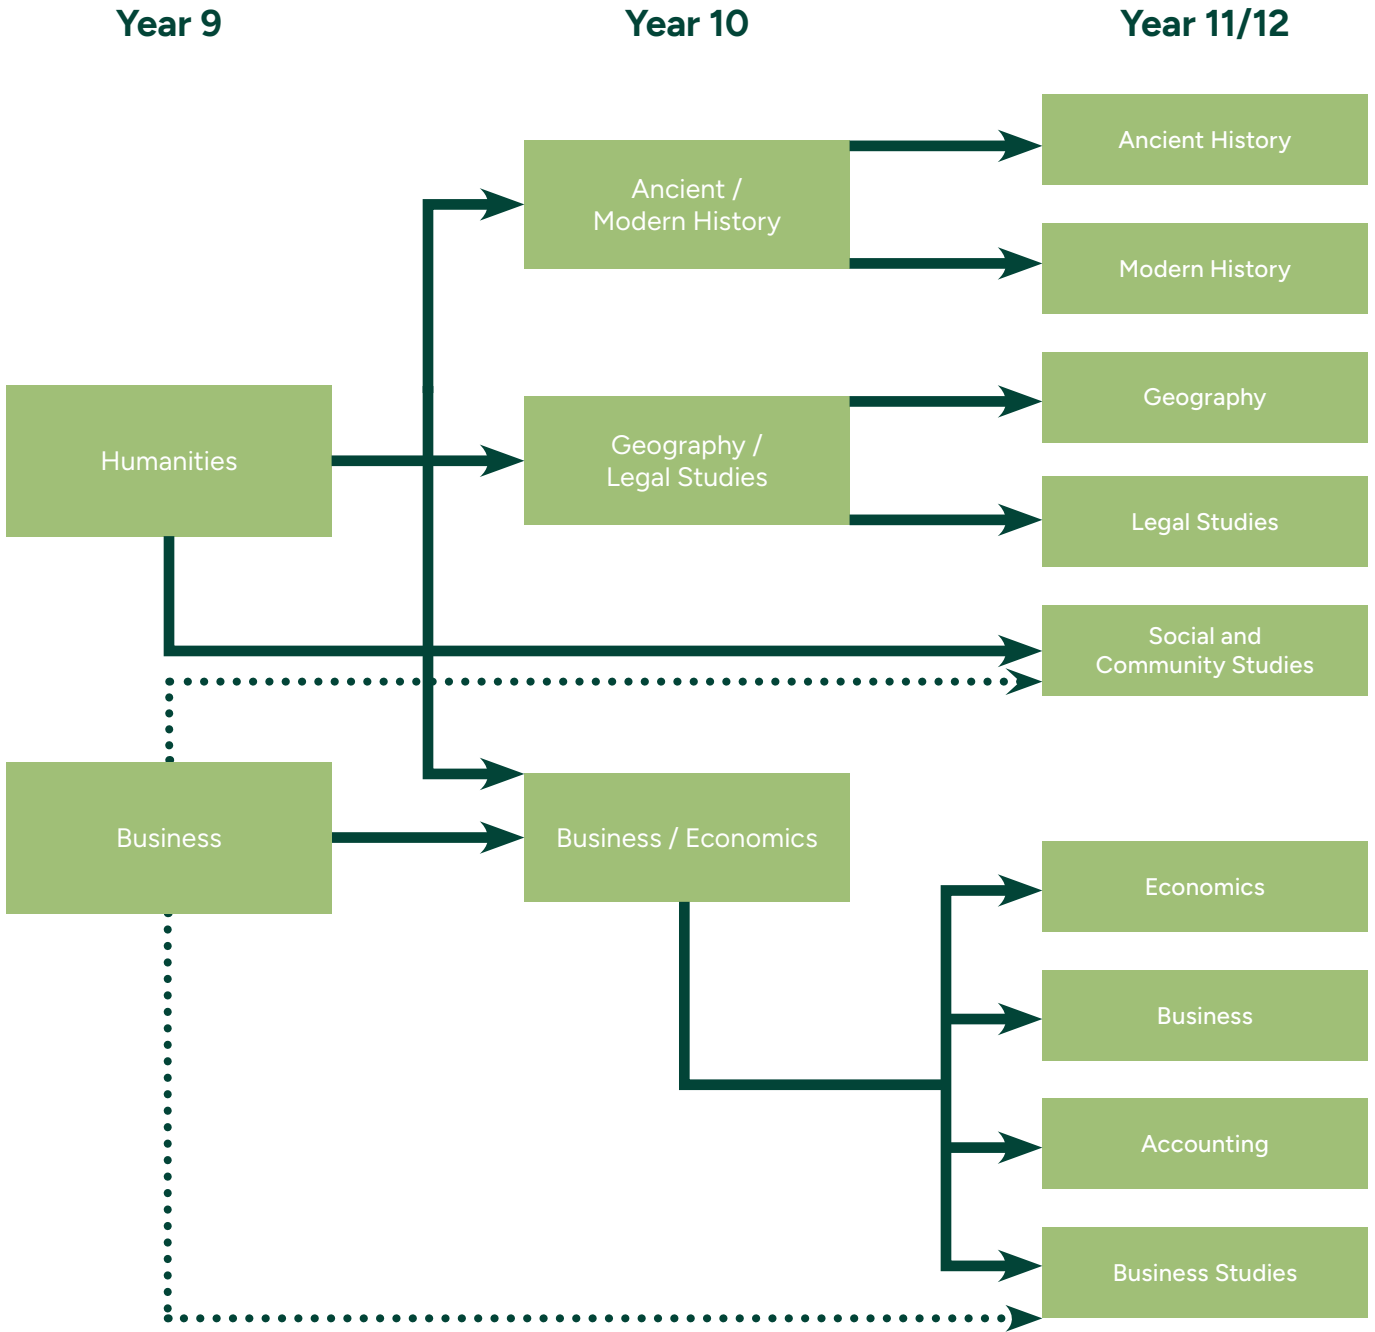 Year 9
Year 10
Year 11/12
Ancient History
Ancient /
Modern History
Modern History
Geography
Humanities
Geography /
Legal Studies
Legal Studies
Social and
Community Studies
Business
Business / Economics
Economics
Business
Accounting
Business Studies